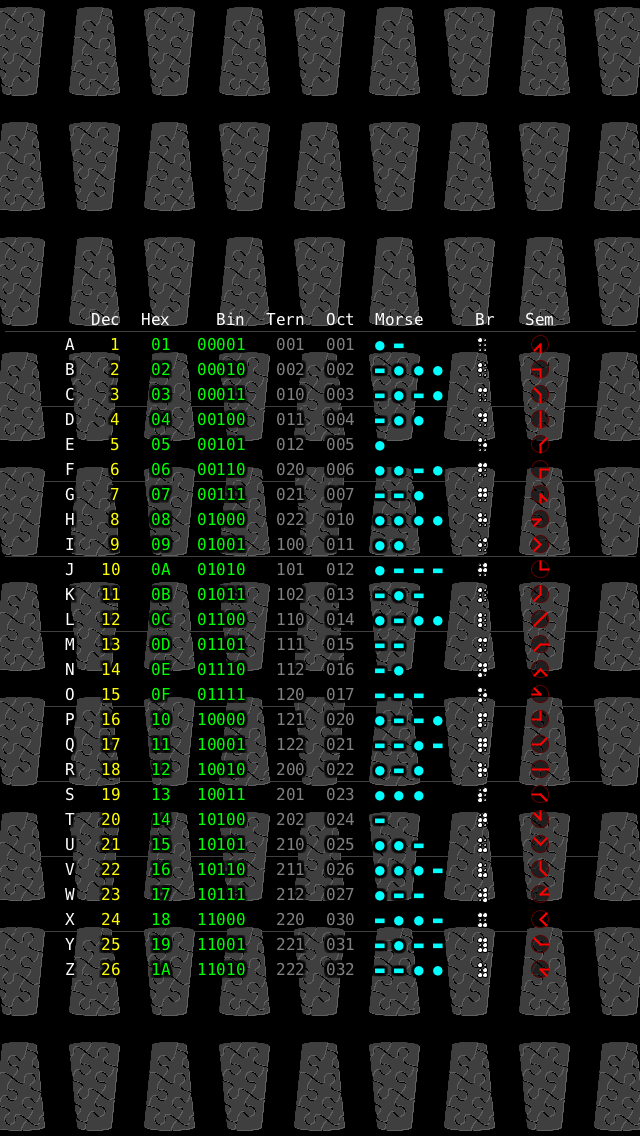 Dec Hex Bin Tern Oct Morse Br Sem
A 1 01 00001 001 001 ●-
B 2 02 00010 002 002 -●●●
C 3 03 00011 010 003 -●-●
D 4 04 00100 011 004 -●●
E 5 05 00101 012 005 ●
F 6 06 00110 020 006 ●●-●
G 7 07 00111 021 007 --●
H 8 08 01000 022 010 ●●●●
I 9 09 01001 100 011 ●●
J 10 0A 01010 101 012 ●---
K 11 0B 01011 102 013 -●-
L 12 0C 01100 110 014 ●-●●
M 13 0D 01101 111 015 --
N 14 0E 01110 112 016 -●
O 15 0F 01111 120 017 ---
P 16 10 10000 121 020 ●--●
Q 17 11 10001 122 021 --●-
R 18 12 10010 200 022 ●-●
S 19 13 10011 201 023 ●●●
T 20 14 10100 202 024 -
U 21 15 10101 210 025 ●●-
V 22 16 10110 211 026 ●●●-
W 23 17 10111 212 027 ●--
X 24 18 11000 220 030 -●●-
Y 25 19 11001 221 031 -●--
Z 26 1A 11010 222 032 --●●